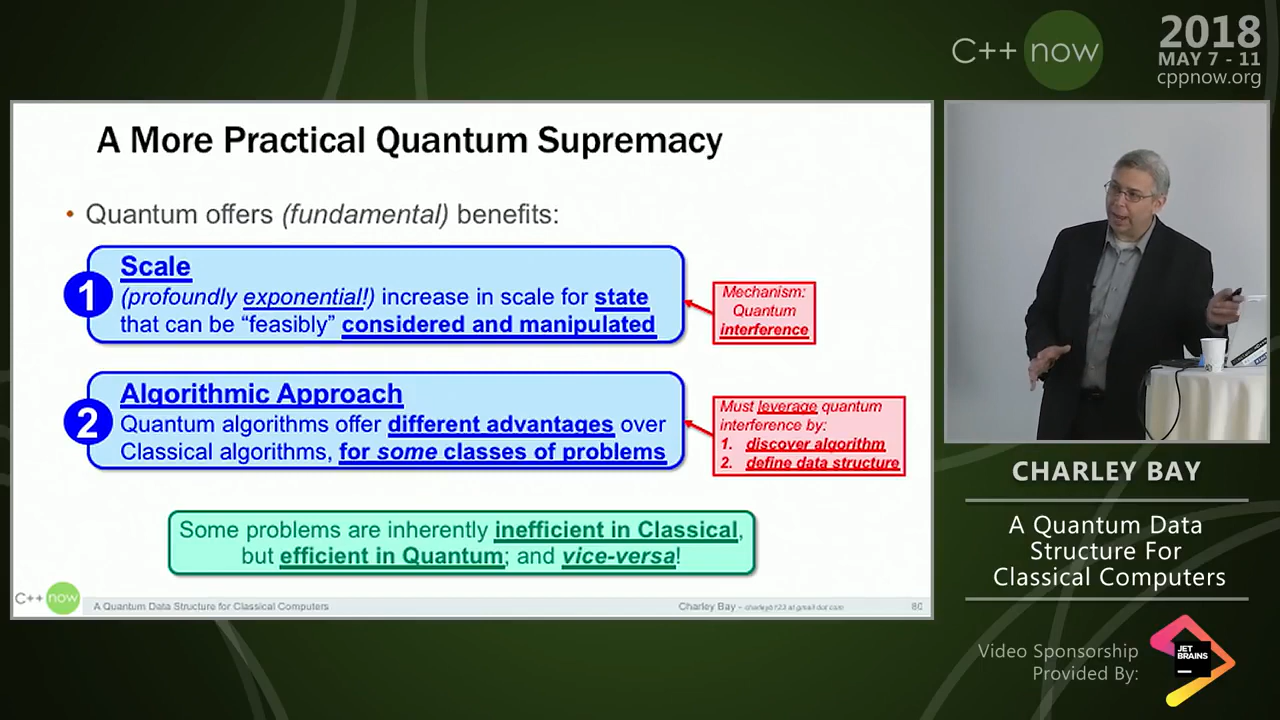 C++ now
2018
MAY 7 - 11
cppnow.org
A More Practical Quantum Supremacy
• Quantum offers (fundamental) benefits:
1
Scale
(profoundly exponential!) increase in scale for state
that can be “feasibly” considered and manipulated
Mechanism:
Quantum
interference
2
Algorithmic Approach
Quantum algorithms offer different advantages over
Classical algorithms, for some classes of problems
Must leverage quantum
interference by:
1. discover algorithm
2. define data structure
Some problems are inherently inefficient in Classical,
but efficient in Quantum; and vice-versa!
C++ now
A Quantum Data Structure for Classical Computers
Charley Bay – charleyb123 at gmail dot com
80
CHARLEY BAY
A Quantum Data
Structure For
Classical Computers
Video Sponsorship
Provided By:
JET
BRAINS